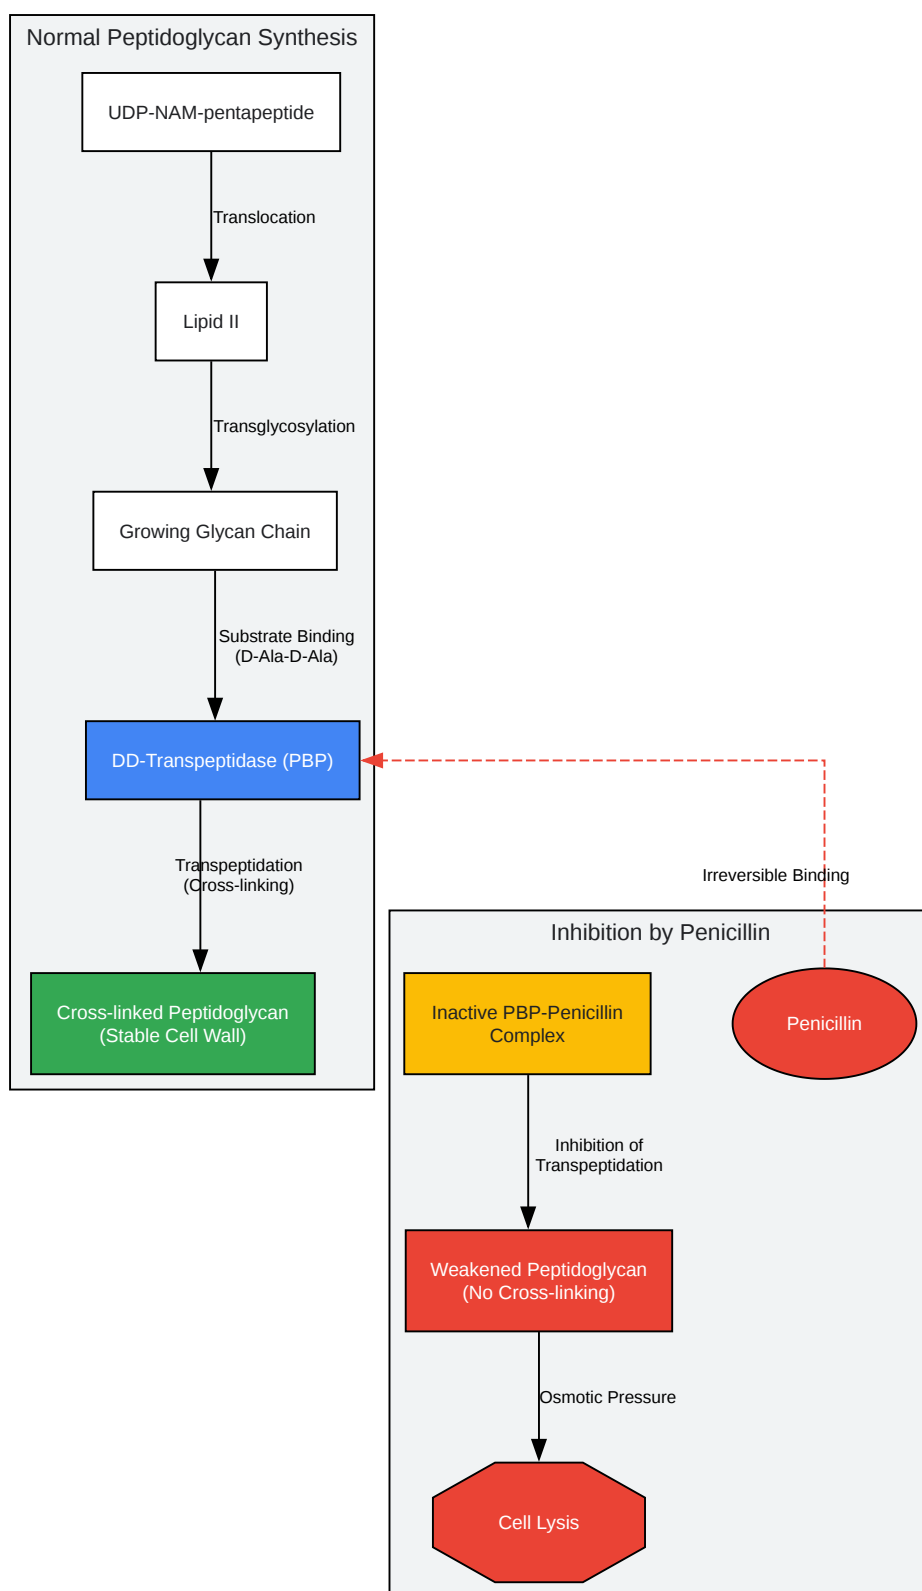 Normal Peptidoglycan Synthesis
UDP-NAM-pentapeptide
Translocation
Lipid II
Transglycosylation
Growing Glycan Chain
Substrate Binding
(D-Ala-D-Ala)
DD-Transpeptidase (PBP)
Transpeptidation
(Cross-linking)
Cross-linked Peptidoglycan
(Stable Cell Wall)
Irreversible Binding
Inhibition by Penicillin
Inactive PBP-Penicillin
Complex
Penicillin
Inhibition of
Transpeptidation
Weakened Peptidoglycan
(No Cross-linking)
Osmotic Pressure
Cell Lysis